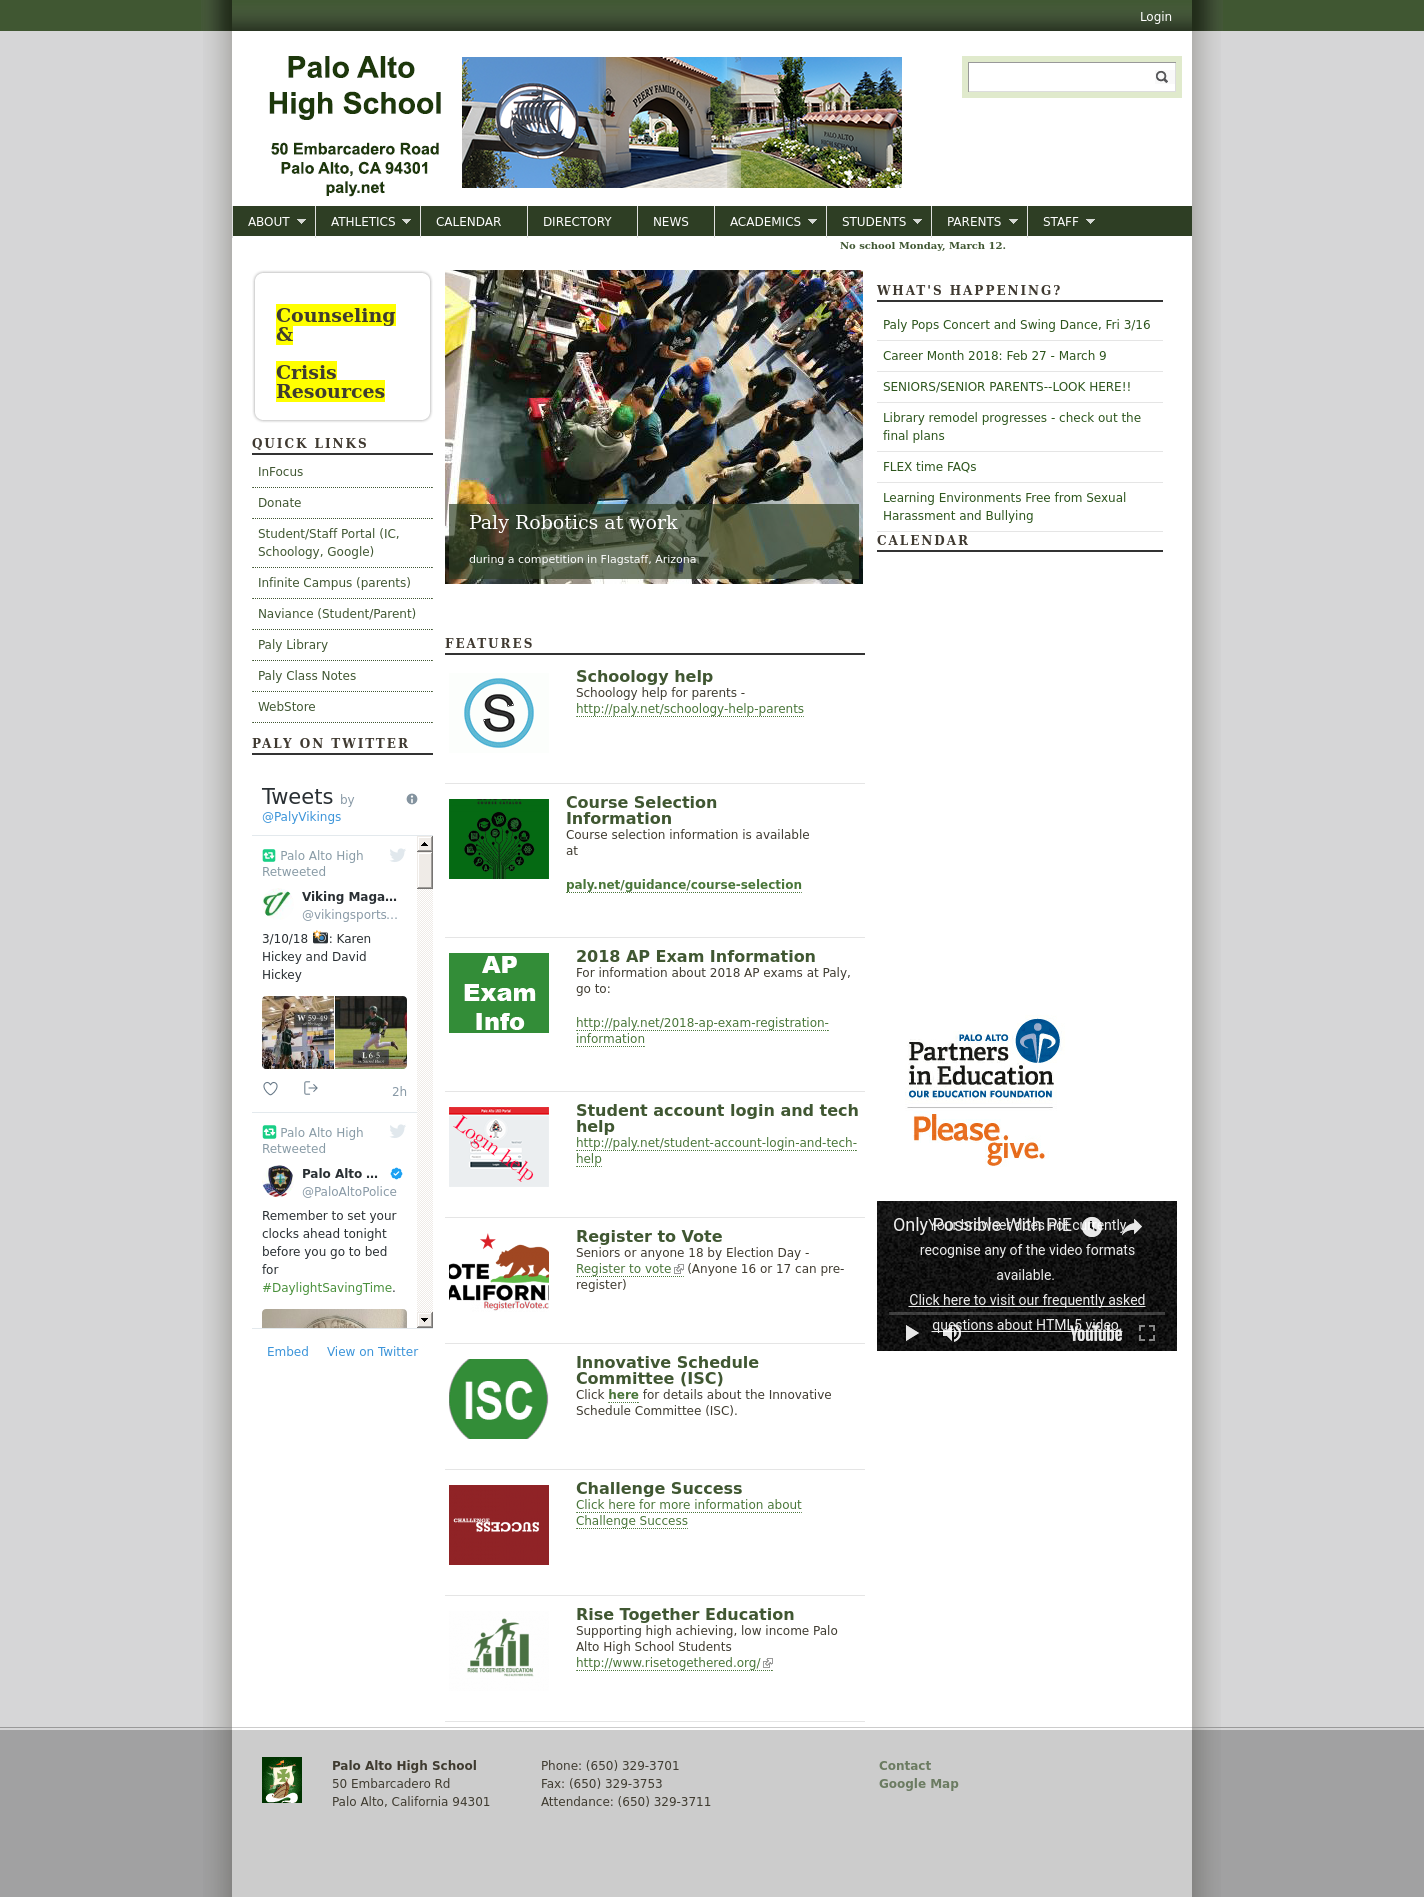 Login
Palo Alto
High School
50 Embarcadero Road
Palo Alto, CA 94301
paly.net
PEERY FAMILY CENTER
PALO ALTO
HIGH SCHOOL
ABOUT
ATHLETICS
CALENDAR
DIRECTORY
NEWS
ACADEMICS
STUDENTS
PARENTS
STAFF
No school Monday, March 12.
Counseling
&
Crisis
Resources
QUICK LINKS
InFocus
Donate
Student/Staff Portal (IC,
Schoology, Google)
Infinite Campus (parents)
Naviance (Student/Parent)
Paly Library
Paly Class Notes
WebStore
PALY ON TWITTER
Tweets by
@PalyVikings
Palo Alto High
Retweeted
Viking Maga...
@vikingsports...
3/10/18 : Karen
Hickey and David
Hickey
W 59-49
L 6-5
2h
Palo Alto High
Retweeted
Palo Alto ...
@PaloAltoPolice
Remember to set your
clocks ahead tonight
before you go to bed
for
#DaylightSavingTime.
Embed
View on Twitter
Paly Robotics at work
during a competition in Flagstaff, Arizona
FEATURES
S
Schoology help
Schoology help for parents -
http://paly.net/schoology-help-parents
Course Selection
Information
Course selection information is available
at
paly.net/guidance/course-selection
AP
Exam
Info
2018 AP Exam Information
For information about 2018 AP exams at Paly,
go to:
http://paly.net/2018-ap-exam-registration-
information
Login help
Student account login and tech
help
http://paly.net/student-account-login-and-tech-
help
OTE
ALIFORN
RegisterToVote.c
Register to Vote
Seniors or anyone 18 by Election Day -
Register to vote (Anyone 16 or 17 can pre-
register)
ISC
Innovative Schedule
Committee (ISC)
Click here for details about the Innovative
Schedule Committee (ISC).
CHALLENGE
SUCCESS
Challenge Success
Click here for more information about
Challenge Success
RISE TOGETHER EDUCATION
Rise Together Education
Supporting high achieving, low income Palo
Alto High School Students
http://www.risetogethered.org/
WHAT'S HAPPENING?
Paly Pops Concert and Swing Dance, Fri 3/16
Career Month 2018: Feb 27 - March 9
SENIORS/SENIOR PARENTS--LOOK HERE!!
Library remodel progresses - check out the
final plans
FLEX time FAQs
Learning Environments Free from Sexual
Harassment and Bullying
CALENDAR
PALO ALTO
Partners
in Education
OUR EDUCATION FOUNDATION
Please
give.
Only Possible With PiE
Your browser does not currently
recognise any of the video formats
available.
Click here to visit our frequently asked
questions about HTML5 video.
YouTube
Palo Alto High School
50 Embarcadero Rd
Palo Alto, California 94301
Phone: (650) 329-3701
Fax: (650) 329-3753
Attendance: (650) 329-3711
Contact
Google Map